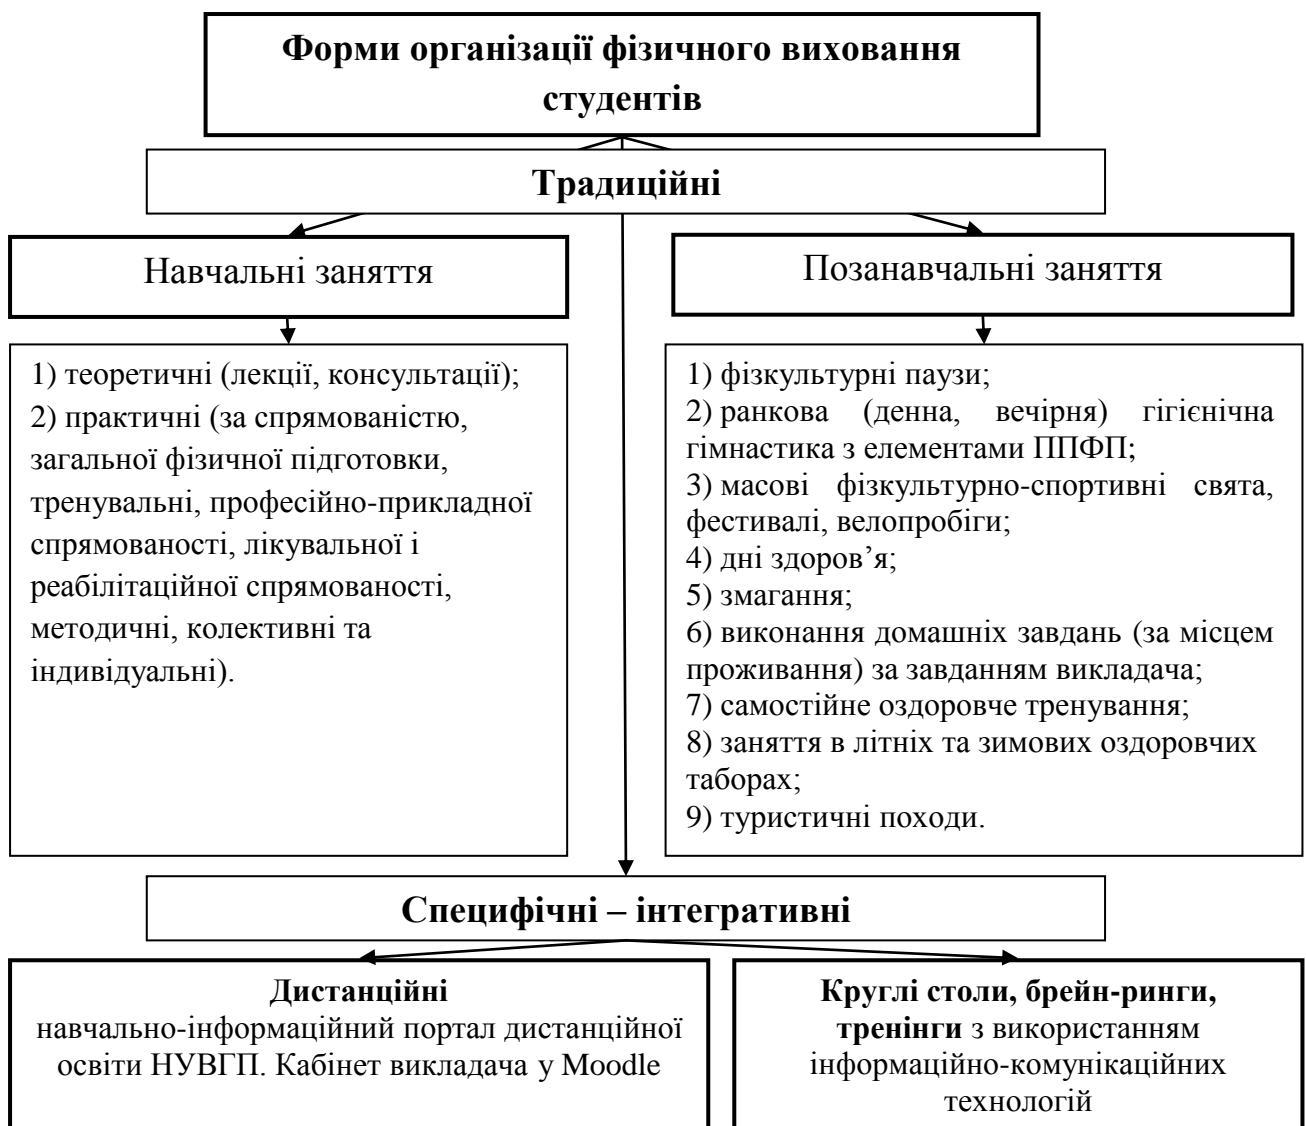 Форми організації фізичного виховання
студентів
Традиційні
Навчальні заняття
Позанавчальні заняття
1) теоретичні (лекції, консультації);
2) практичні (за спрямованістю,
загальної фізичної підготовки,
тренувальні, професійно-прикладної
спрямованості, лікувальної і
реабілітаційної спрямованості,
методичні, колективні та
індивідуальні).
1) фізкультурні паузи;
2) ранкова (денна, вечірня) гігієнічна
гімнастика з елементами ППФП;
3) масові фізкультурно-спортивні свята,
фестивалі, велопробіги;
4) дні здоров’я;
5) змагання;
6) виконання домашніх завдань (за місцем
проживання) за завданням викладача;
7) самостійне оздоровче тренування;
8) заняття в літніх та зимових оздоровчих
таборах;
9) туристичні походи.
Специфічні – інтегративні
Дистанційні
навчально-інформаційний портал дистанційної
освіти НУВГП. Кабінет викладача у Moodle
Круглі столи, брейн-ринги,
тренінги з використанням
інформаційно-комунікаційних
технологій